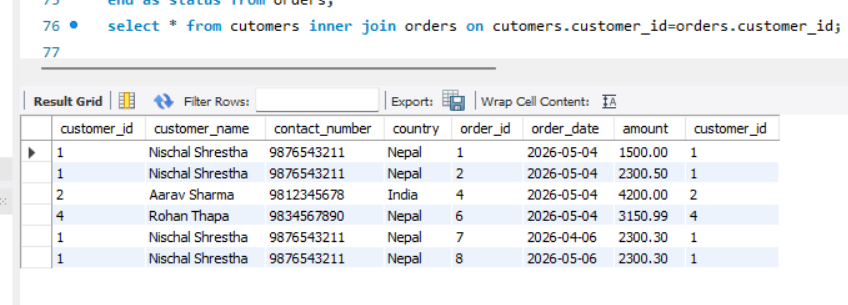 75 end as status from orders;
76 select * from cutomers inner join orders on cutomers.customer_id=orders.customer_id;
77
Result Grid Filter Rows: Export: Wrap Cell Content: IA
customer_id customer_name contact_number country order_id order_date amount customer_id
1 Nischal Shrestha 9876543211 Nepal 1 2026-05-04 1500.00 1
1 Nischal Shrestha 9876543211 Nepal 2 2026-05-04 2300.50 1
2 Aarav Sharma 9812345678 India 4 2026-05-04 4200.00 2
4 Rohan Thapa 9834567890 Nepal 6 2026-05-04 3150.99 4
1 Nischal Shrestha 9876543211 Nepal 7 2026-04-06 2300.30 1
1 Nischal Shrestha 9876543211 Nepal 8 2026-05-06 2300.30 1